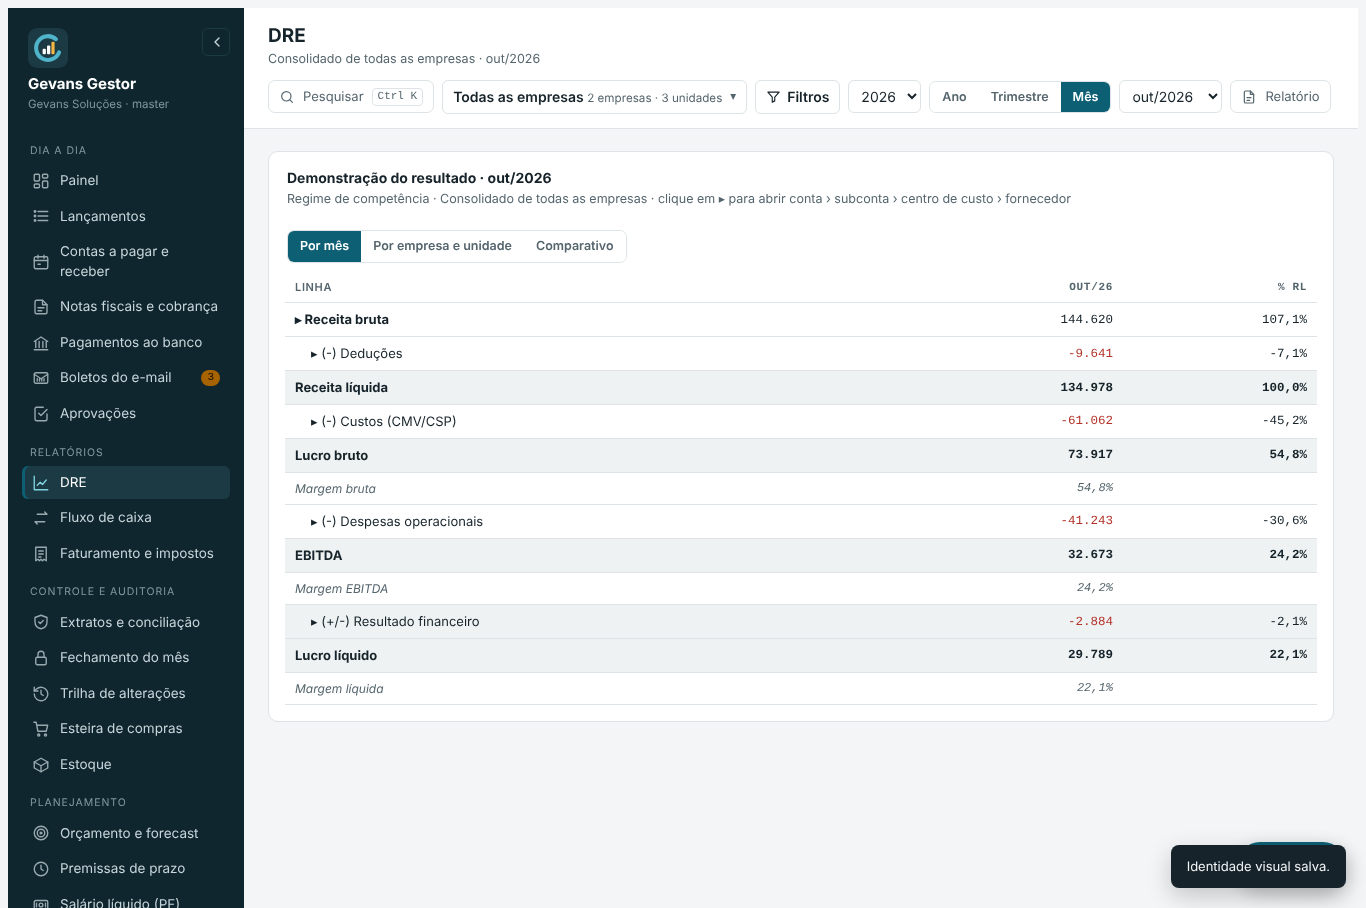 Gevans Gestor
Gevans Soluções · master
DIA A DIA
Painel
Lançamentos
Contas a pagar e
receber
Notas fiscais e cobrança
Pagamentos ao banco
Boletos do e-mail 3
Aprovações
RELATÓRIOS
DRE
Fluxo de caixa
Faturamento e impostos
CONTROLE E AUDITORIA
Extratos e conciliação
Fechamento do mês
Trilha de alterações
Esteira de compras
Estoque
PLANEJAMENTO
Orçamento e forecast
Premissas de prazo
Salário líquido (PF)
DRE
Consolidado de todas as empresas · out/2026
Pesquisar Ctrl K Todas as empresas 2 empresas · 3 unidades ▾ Filtros 2026 Ano Trimestre Mês out/2026 Relatório
Demonstração do resultado · out/2026
Regime de competência · Consolidado de todas as empresas · clique em ▸ para abrir conta › subconta › centro de custo › fornecedor
Por mês Por empresa e unidade Comparativo
LINHA OUT/26 % RL
▸ Receita bruta 144.620 107,1%
▸ (-) Deduções -9.641 -7,1%
Receita líquida 134.978 100,0%
▸ (-) Custos (CMV/CSP) -61.062 -45,2%
Lucro bruto 73.917 54,8%
Margem bruta 54,8%
▸ (-) Despesas operacionais -41.243 -30,6%
EBITDA 32.673 24,2%
Margem EBITDA 24,2%
▸ (+/-) Resultado financeiro -2.884 -2,1%
Lucro líquido 29.789 22,1%
Margem líquida 22,1%
Identidade visual salva.